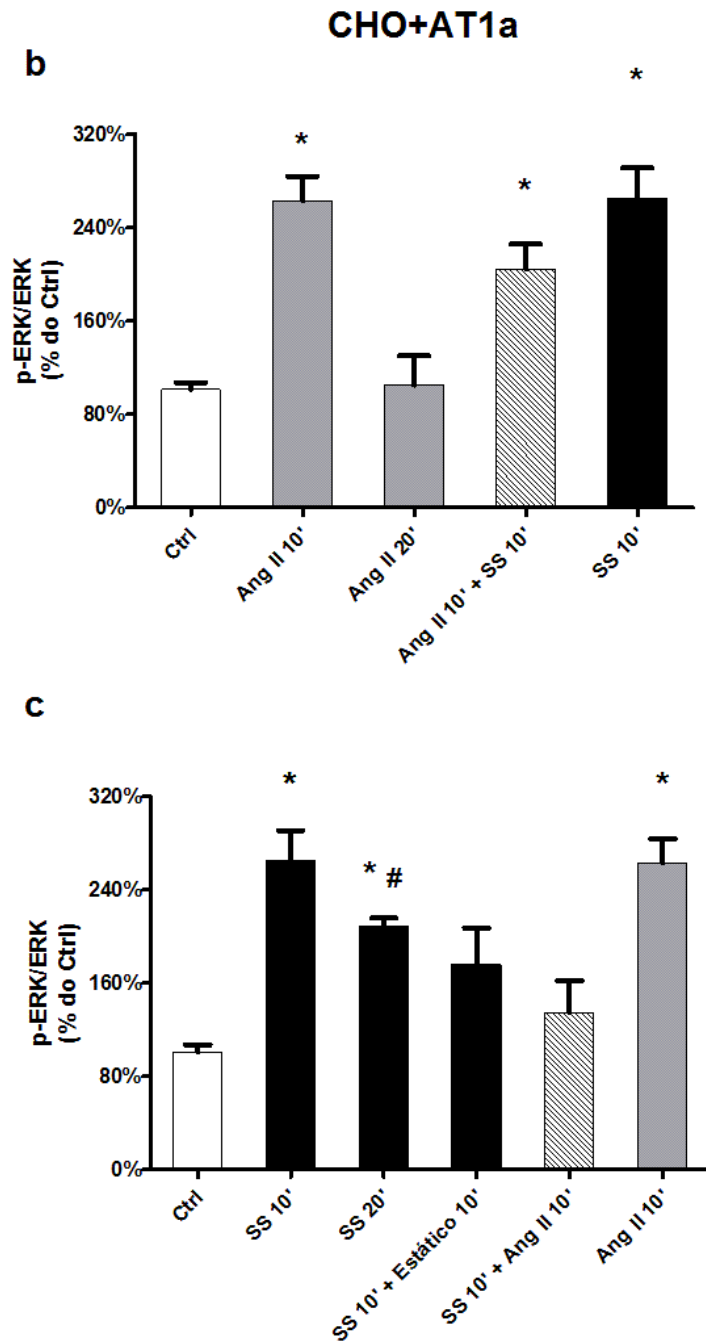 CHO+AT1a
b
*
*
*
320%
240%
160%
80%
0%
p-ERK/ERK
(% do Ctrl)
Ctrl
Ang II 10'
Ang II 20'
Ang II 10' + SS 10'
SS 10'
c
*
*
* #
320%
240%
160%
80%
0%
p-ERK/ERK
(% do Ctrl)
Ctrl
SS 10'
SS 20'
SS 10' + Estático 10'
SS 10' + Ang II 10'
Ang II 10'